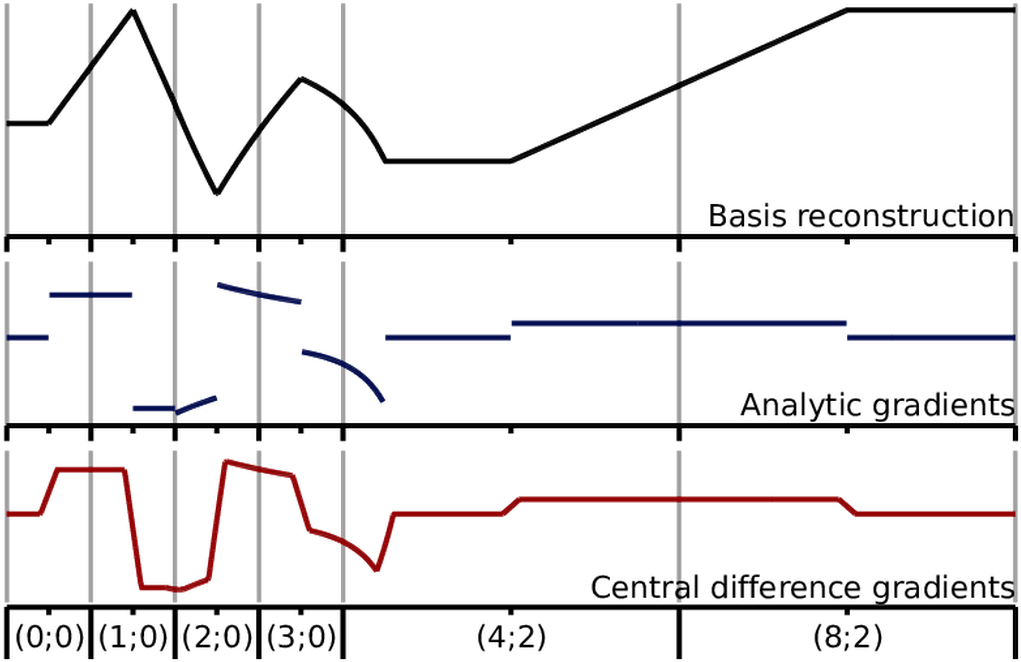 Basis reconstruction
Analytic gradients
Central difference gradients
(0;0) (1;0) (2;0) (3;0) (4;2) (8;2)